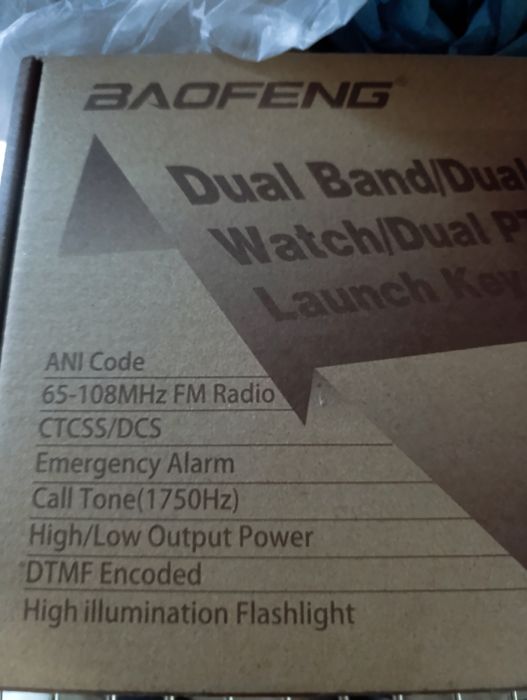 BAOFENG
Dual Band/Dual
Watch/Dual
Launch Key
ANI Code
65-108MHz FM Radio
CTCSS/DCS
Emergency Alarm
Call Tone(1750Hz)
High/Low Output Power
DTMF Encoded
High illumination Flashlight